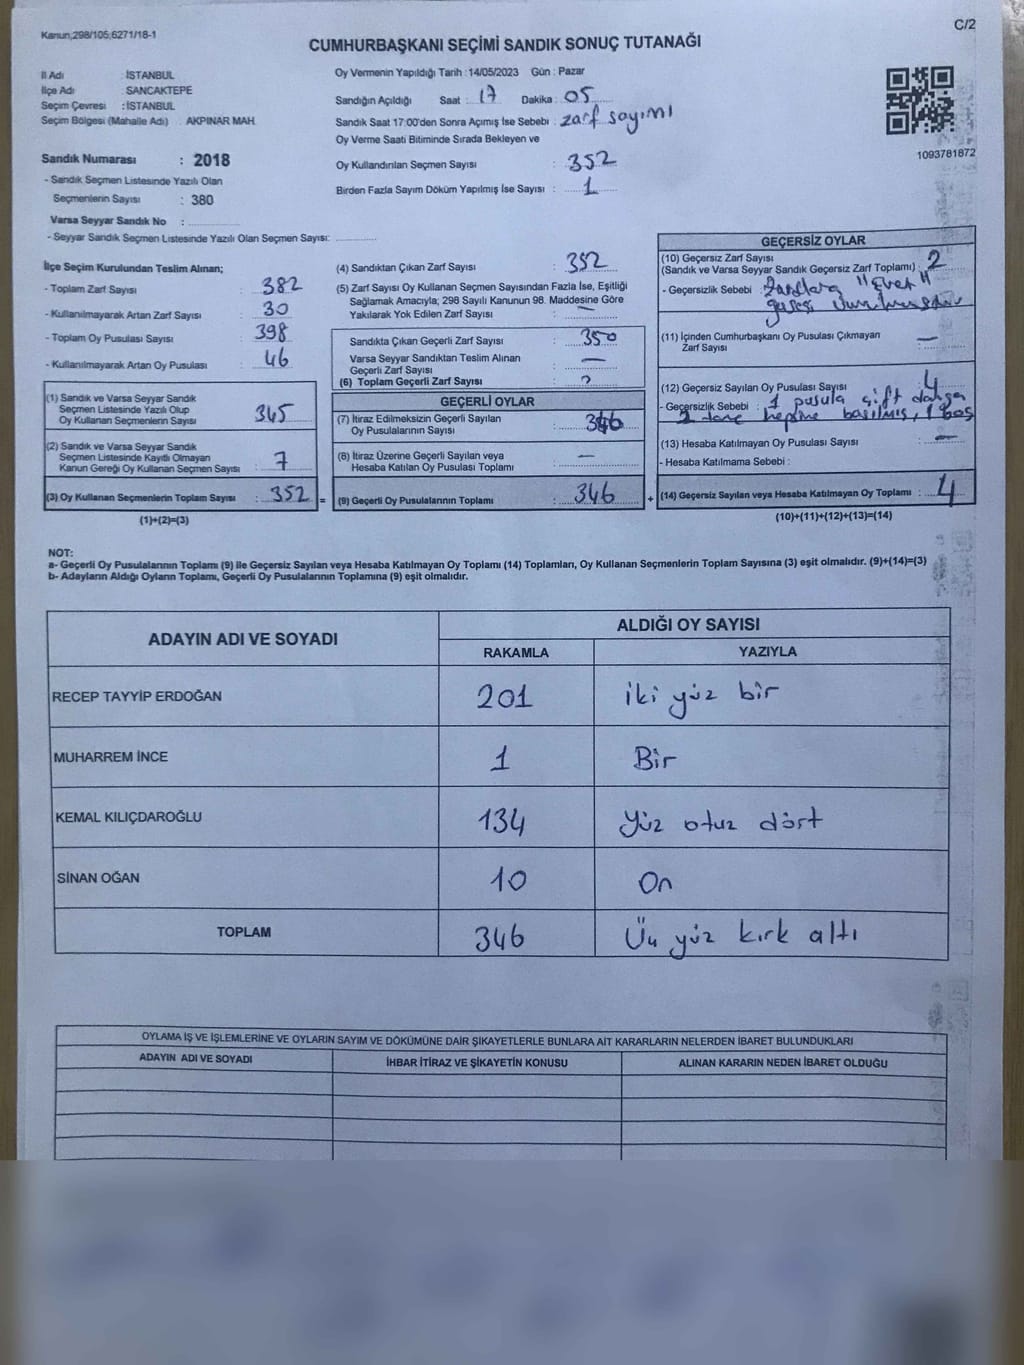 Kanun;298/105;6271/18-1
C/2
CUMHURBAŞKANI SEÇİMİ SANDIK SONUÇ TUTANAĞI
İl Adı : İSTANBUL
İlçe Adı : SANCAKTEPE
Seçim Çevresi : İSTANBUL
Seçim Bölgesi (Mahalle Adı) : AKPINAR MAH.
Sandık Numarası : 2018
- Sandık Seçmen Listesinde Yazılı Olan
Seçmenlerin Sayısı : 380
Varsa Seyyar Sandık No :
- Seyyar Sandık Seçmen Listesinde Yazılı Olan Seçmen Sayısı:
Oy Vermenin Yapıldığı Tarih : 14/05/2023 Gün : Pazar
Sandığın Açıldığı Saat : 17 Dakika : 05
Sandık Saat 17:00'den Sonra Açımış İse Sebebi : zarf sayımı
Oy Verme Saati Bitiminde Sırada Bekleyen ve
Oy Kullandırılan Seçmen Sayısı : 352
Birden Fazla Sayım Döküm Yapılmış İse Sayısı : 1
1093781872
İlçe Seçim Kurulundan Teslim Alınan;
- Toplam Zarf Sayısı : 382
- Kullanılmayarak Artan Zarf Sayısı : 30
- Toplam Oy Pusulası Sayısı : 398
- Kullanılmayarak Artan Oy Pusulası : 46
(1) Sandık ve Varsa Seyyar Sandık
Seçmen Listesinde Yazılı Olup
Oy Kullanan Seçmenlerin Sayısı : 345
(2) Sandık ve Varsa Seyyar Sandık
Seçmen Listesinde Kayıtlı Olmayan
Kanun Gereği Oy Kullanan Seçmen Sayısı : 7
(3) Oy Kullanan Seçmenlerin Toplam Sayısı : 352 =
(1)+(2)=(3)
(4) Sandıktan Çıkan Zarf Sayısı : 352
(5) Zarf Sayısı Oy Kullanan Seçmen Sayısından Fazla İse, Eşitliği
Sağlamak Amacıyla; 298 Sayılı Kanunun 98. Maddesine Göre
Yakılarak Yok Edilen Zarf Sayısı : —
Sandıkta Çıkan Geçerli Zarf Sayısı : 350
Varsa Seyyar Sandıktan Teslim Alınan
Geçerli Zarf Sayısı : —
(6) Toplam Geçerli Zarf Sayısı :
GEÇERLİ OYLAR
(7) İtiraz Edilmeksizin Geçerli Sayılan
Oy Pusulalarının Sayısı : 346
(8) İtiraz Üzerine Geçerli Sayılan veya
Hesaba Katılan Oy Pusulası Toplamı : —
(9) Geçerli Oy Pusulalarının Toplamı : 346 +
GEÇERSİZ OYLAR
(10) Geçersiz Zarf Sayısı
(Sandık ve Varsa Seyyar Sandık Geçersiz Zarf Toplamı) : 2
- Geçersizlik Sebebi : Zarflara "Evet"
(11) İçinden Cumhurbaşkanı Oy Pusulası Çıkmayan
Zarf Sayısı : —
(12) Geçersiz Sayılan Oy Pusulası Sayısı : 4
- Geçersizlik Sebebi : 1 pusula çift damga
2 tane hepine basılmış, 1 boş
(13) Hesaba Katılmayan Oy Pusulası Sayısı : —
- Hesaba Katılmama Sebebi :
(14) Geçersiz Sayılan veya Hesaba Katılmayan Oy Toplamı : 4
(10)+(11)+(12)+(13)=(14)
NOT:
a- Geçerli Oy Pusulalarının Toplamı (9) ile Geçersiz Sayılan veya Hesaba Katılmayan Oy Toplamı (14) Toplamları, Oy Kullanan Seçmenlerin Toplam Sayısına (3) eşit olmalıdır. (9)+(14)=(3)
b- Adayların Aldığı Oyların Toplamı, Geçerli Oy Pusulalarının Toplamına (9) eşit olmalıdır.
ADAYIN ADI VE SOYADI
ALDIĞI OY SAYISI
RAKAMLA YAZIYLA
RECEP TAYYİP ERDOĞAN 201 iki yüz bir
MUHARREM İNCE 1 Bir
KEMAL KILIÇDAROĞLU 134 Yüz otuz dört
SİNAN OĞAN 10 On
TOPLAM 346 Üç yüz kırk altı
OYLAMA İŞ VE İŞLEMLERİNE VE OYLARIN SAYIM VE DÖKÜMÜNE DAİR ŞİKAYETLERLE BUNLARA AİT KARARLARIN NELERDEN İBARET BULUNDUKLARI
ADAYIN ADI VE SOYADI İHBAR İTİRAZ VE ŞİKAYETİN KONUSU ALINAN KARARIN NEDEN İBARET OLDUĞU